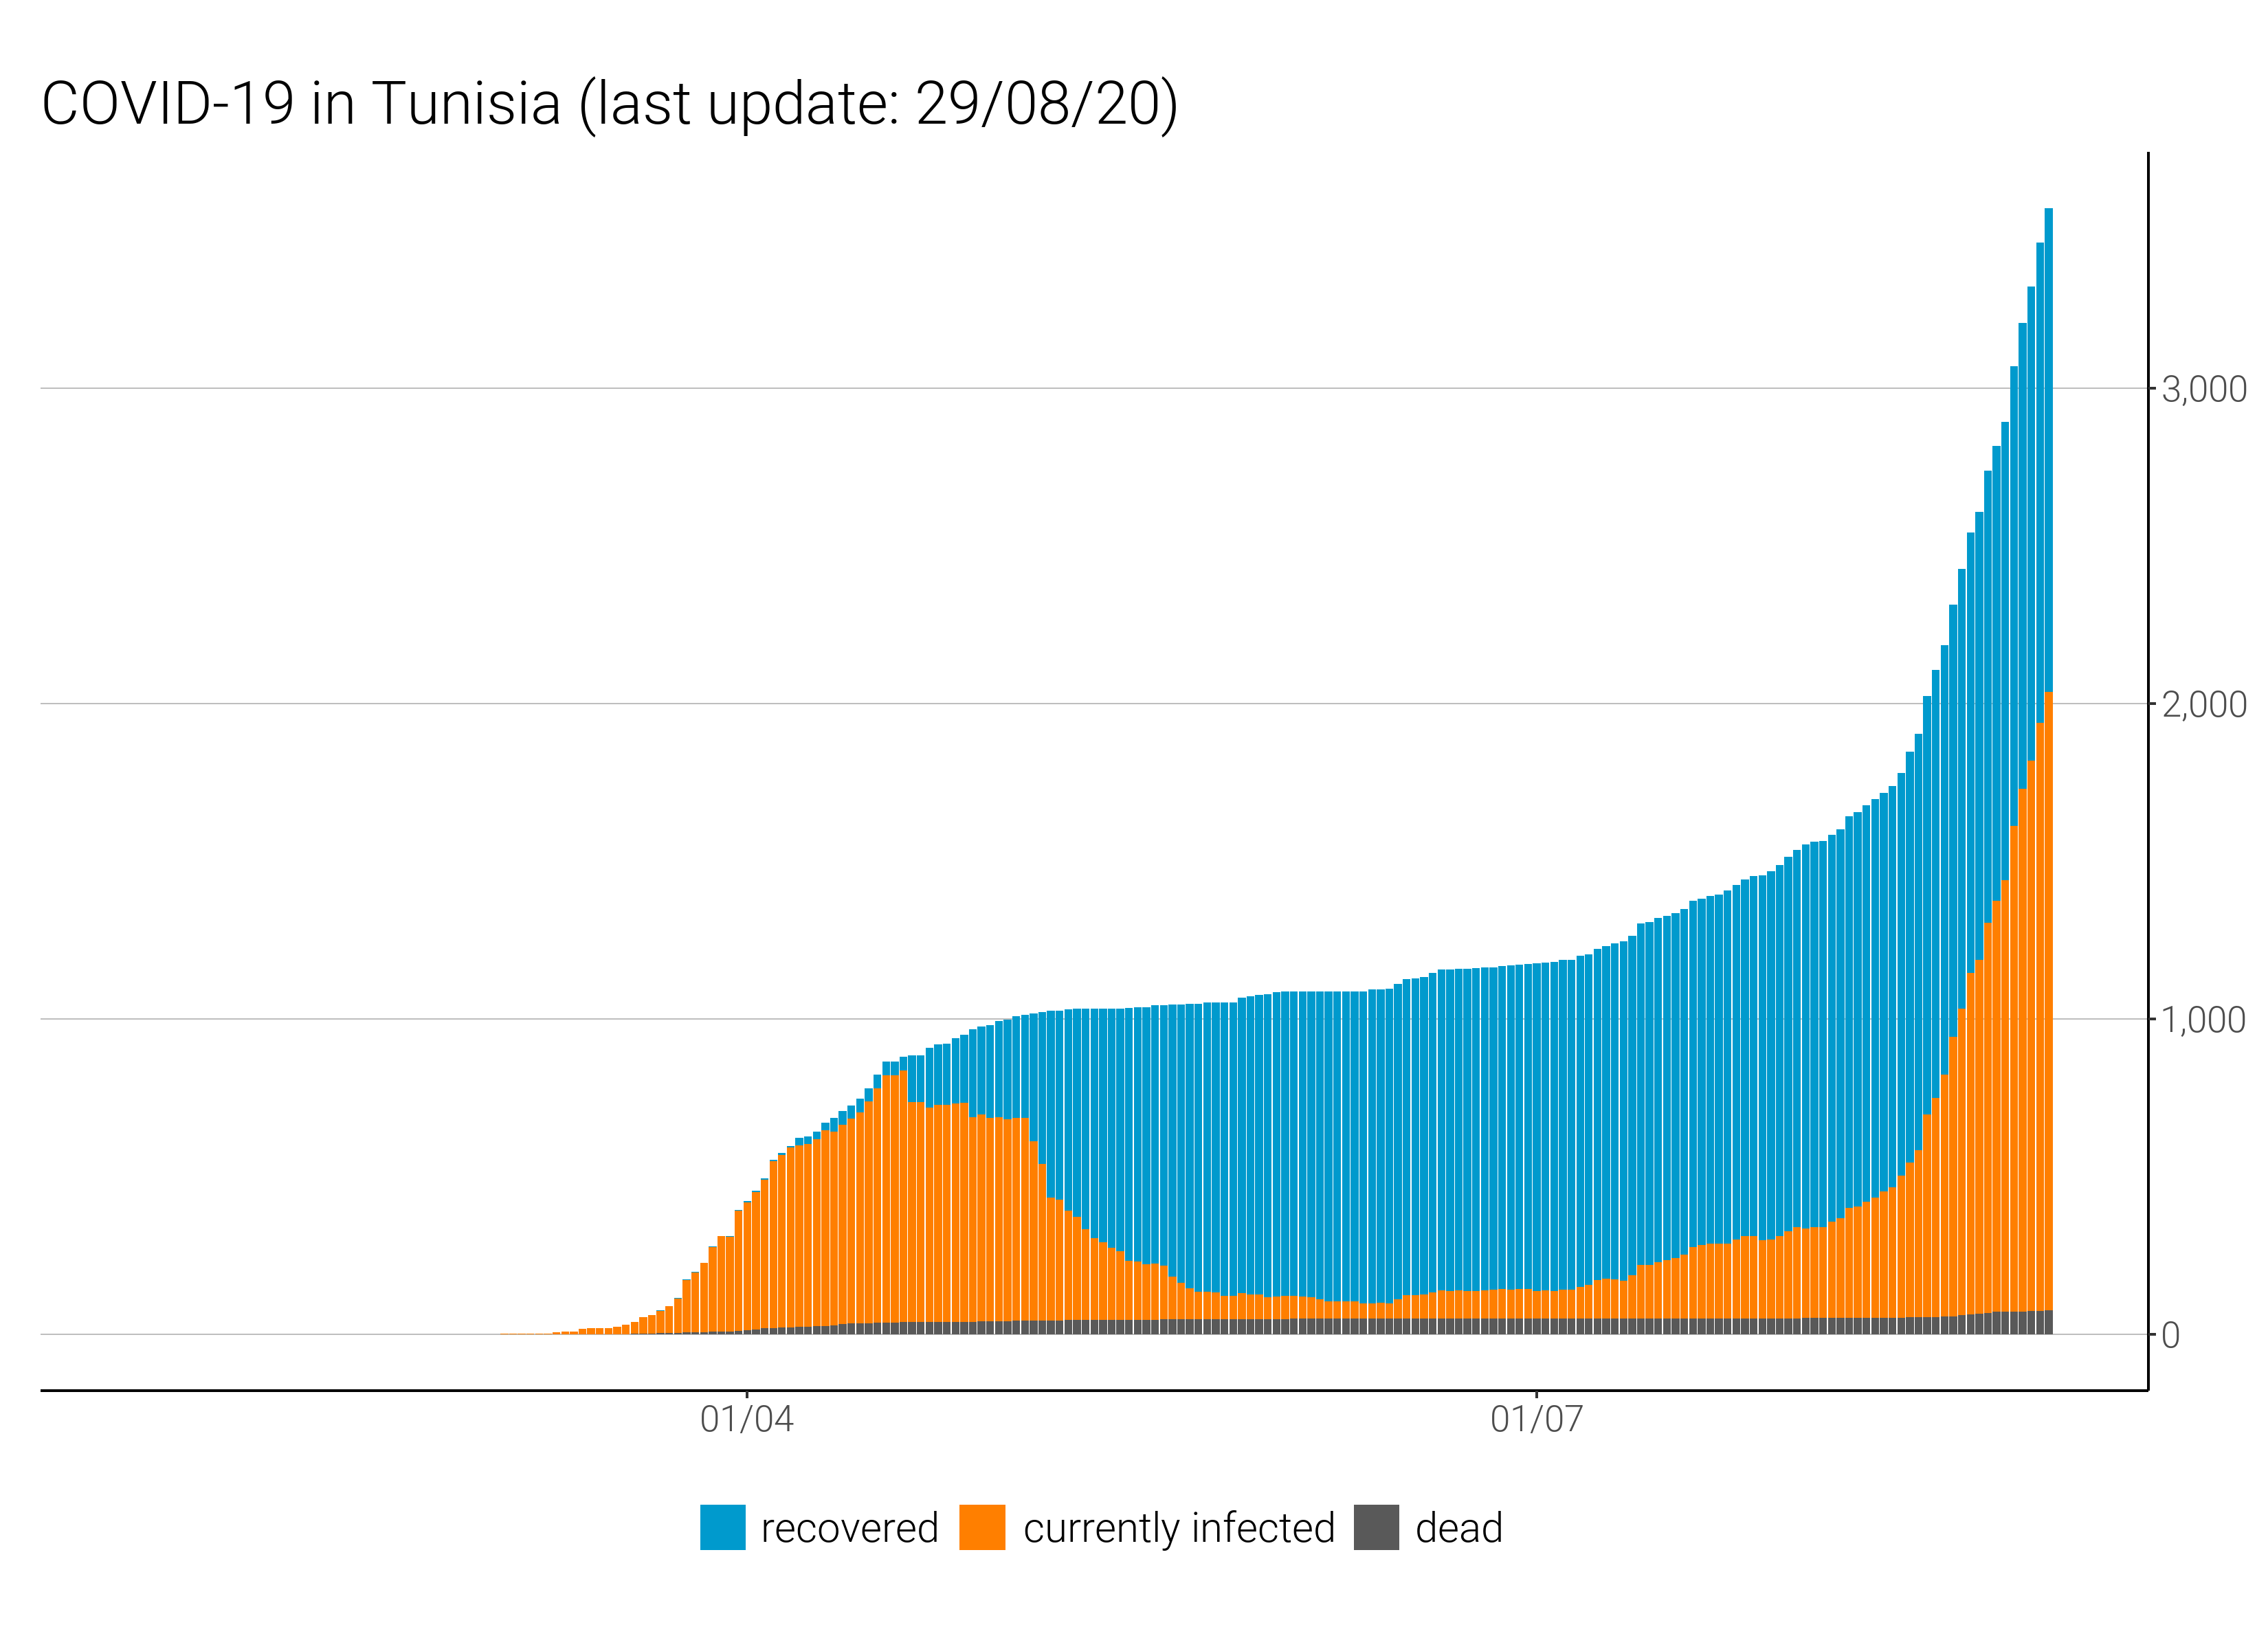 COVID-19 in Tunisia (last update: 29/08/20)
3,000
2,000
1,000
0
01/04 01/07
recovered currently infected dead